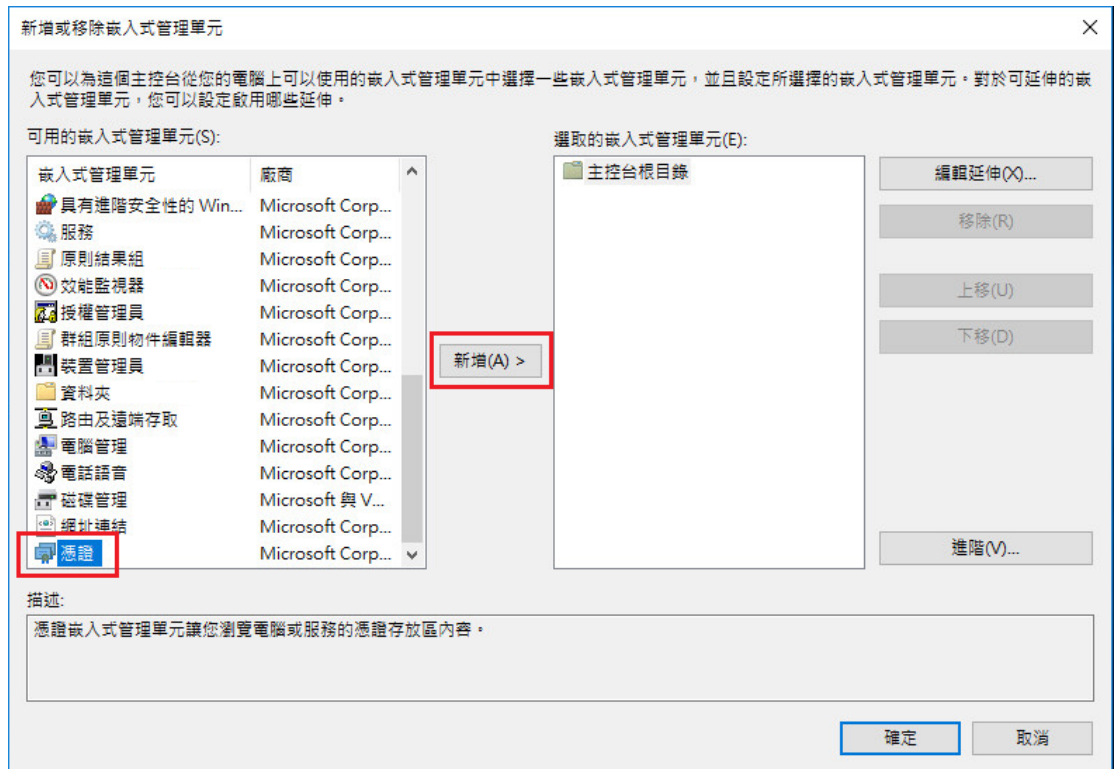 新增或移除嵌入式管理單元
您可以為這個主控台從您的電腦上可以使用的嵌入式管理單元中選擇一些嵌入式管理單元，並且設定所選擇的嵌入式管理單元。對於可延伸的嵌
入式管理單元，您可以設定啟用哪些延伸。
可用的嵌入式管理單元(S):
嵌入式管理單元 廠商
具有進階安全性的 Win... Microsoft Corp...
服務 Microsoft Corp...
原則結果組 Microsoft Corp...
效能監視器 Microsoft Corp...
授權管理員 Microsoft Corp...
群組原則物件編輯器 Microsoft Corp...
裝置管理員 Microsoft Corp...
資料夾 Microsoft Corp...
路由及遠端存取 Microsoft Corp...
電腦管理 Microsoft Corp...
電話語音 Microsoft Corp...
磁碟管理 Microsoft 與 V...
網址連結 Microsoft Corp...
憑證 Microsoft Corp...
新增(A) >
選取的嵌入式管理單元(E):
主控台根目錄
編輯延伸(X)...
移除(R)
上移(U)
下移(D)
進階(V)...
描述:
憑證嵌入式管理單元讓您瀏覽電腦或服務的憑證存放區內容。
確定
取消